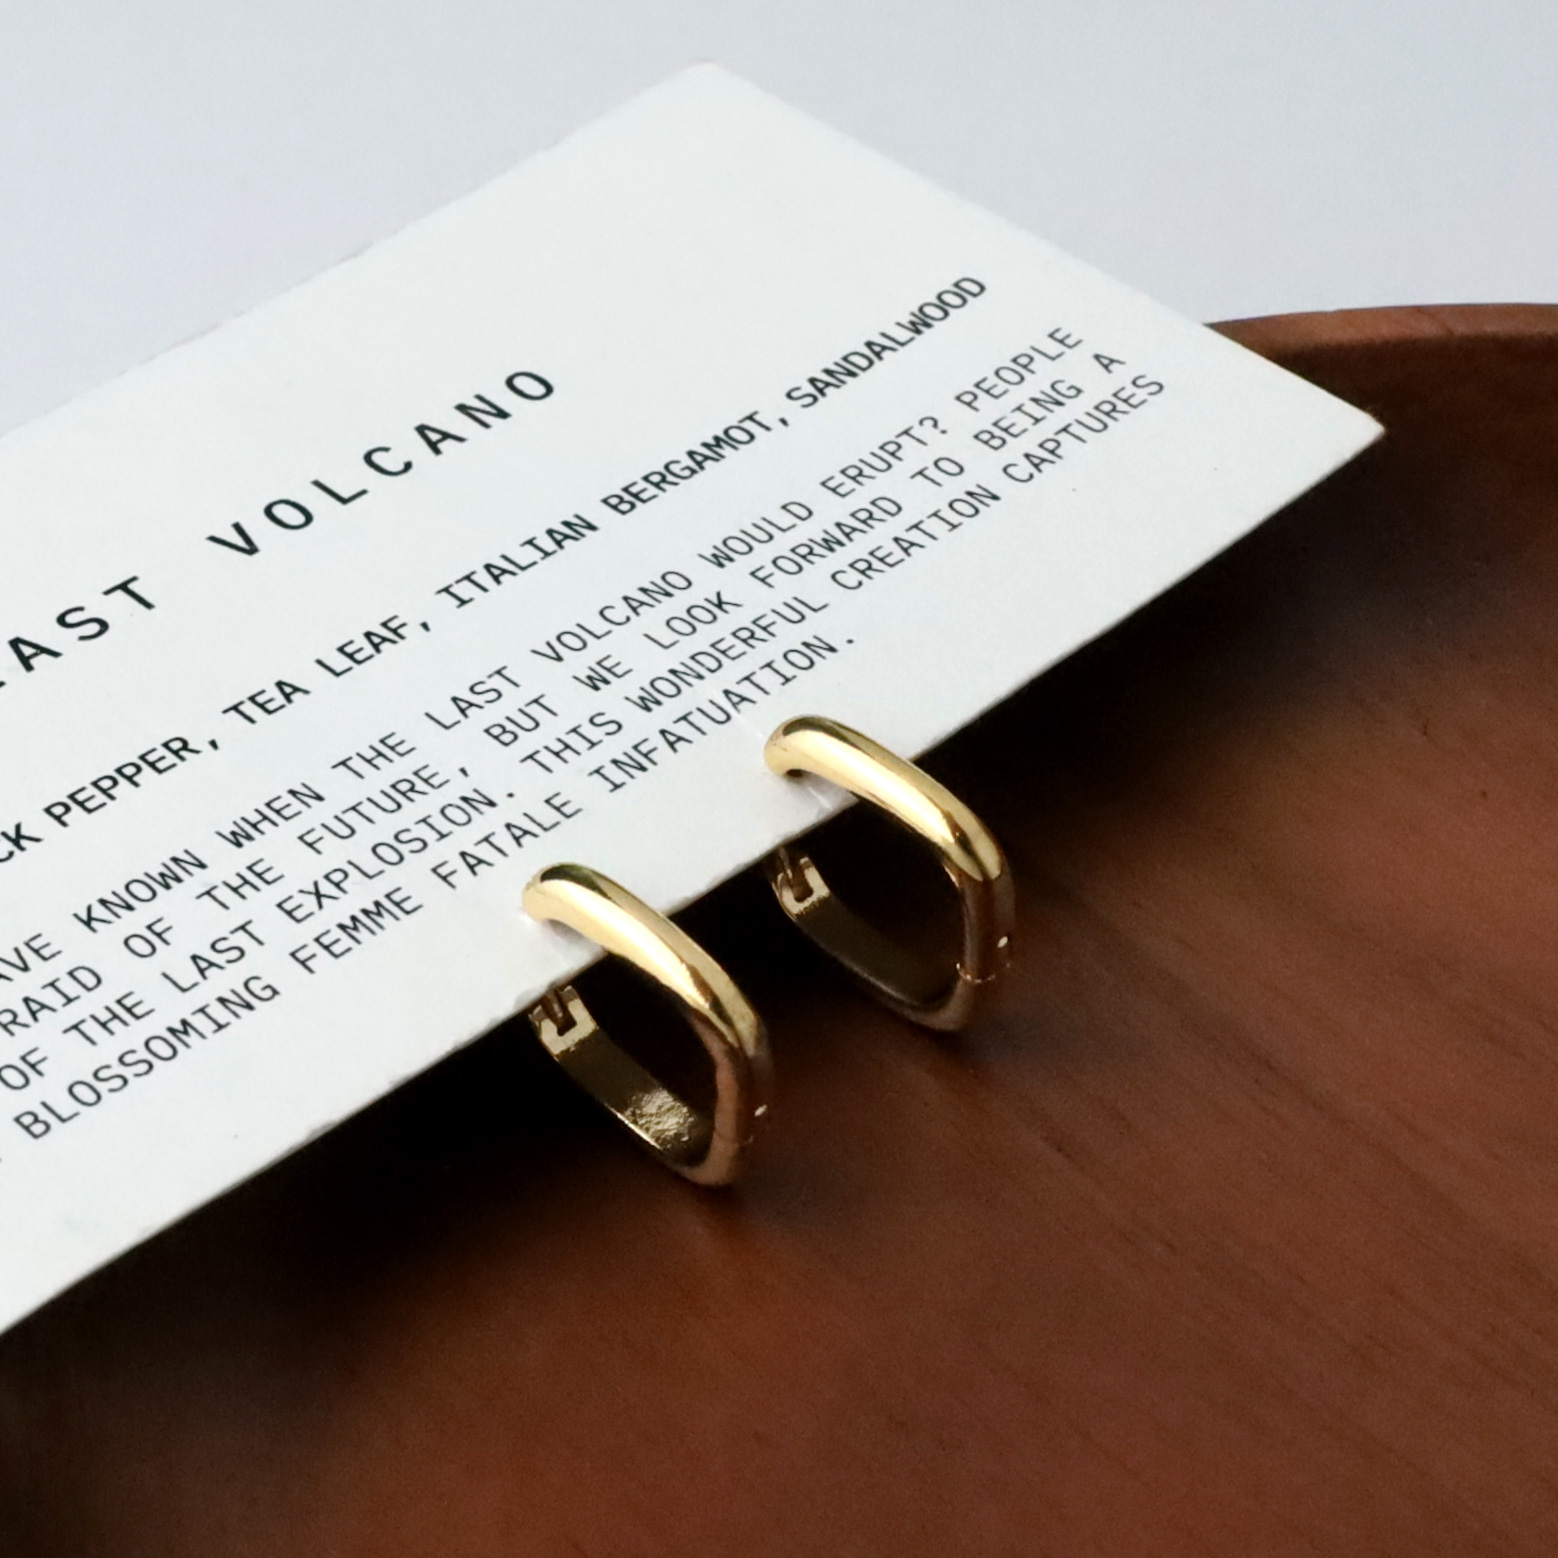 AST VOLCANO
CK PEPPER, TEA LEAF, ITALIAN BERGAMOT, SANDALWOOD
AVE KNOWN WHEN THE LAST VOLCANO WOULD ERUPT? PEOPLE
RAID OF THE FUTURE, BUT WE LOOK FORWARD TO BEING A
OF THE LAST EXPLOSION. THIS WONDERFUL CREATION CAPTURES
BLOSSOMING FEMME FATALE INFATUATION.